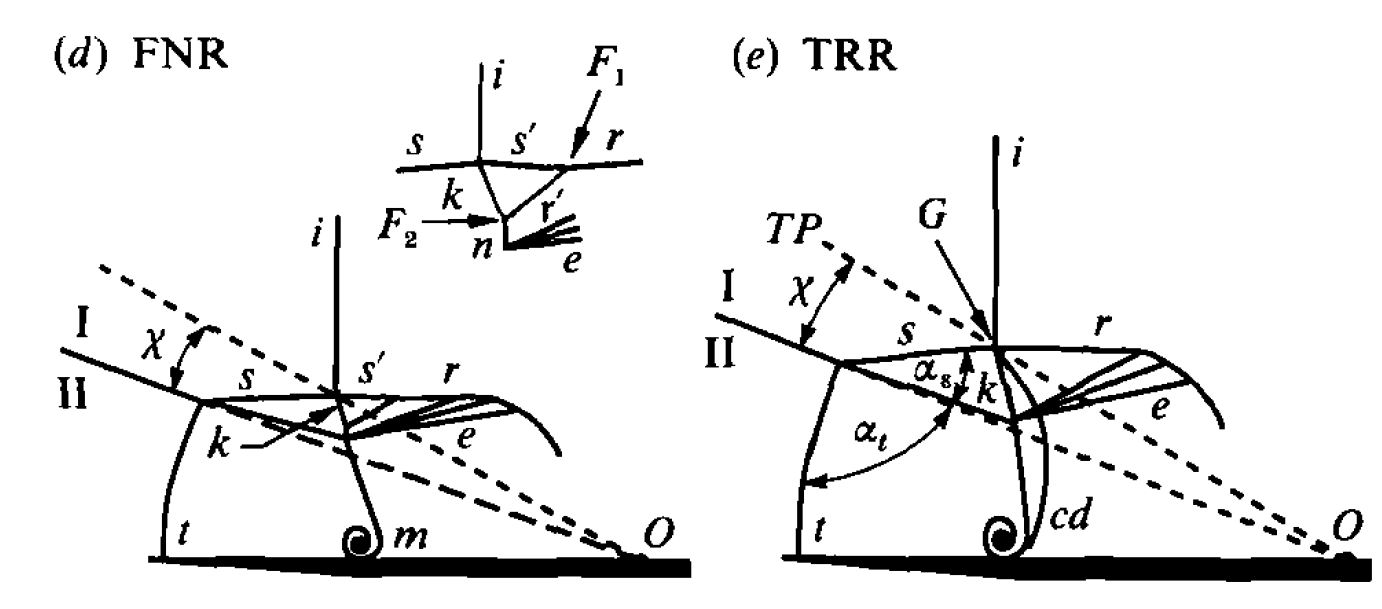 (d) FNR
i
F₁
s
s′
r
k
F₂
r′
n
e
i
I
χ
II
s
s′
r
k
e
t
m
O
(e) TRR
i
TP
G
I
χ
II
s
r
αₛ
k
e
αₜ
t
cd
O